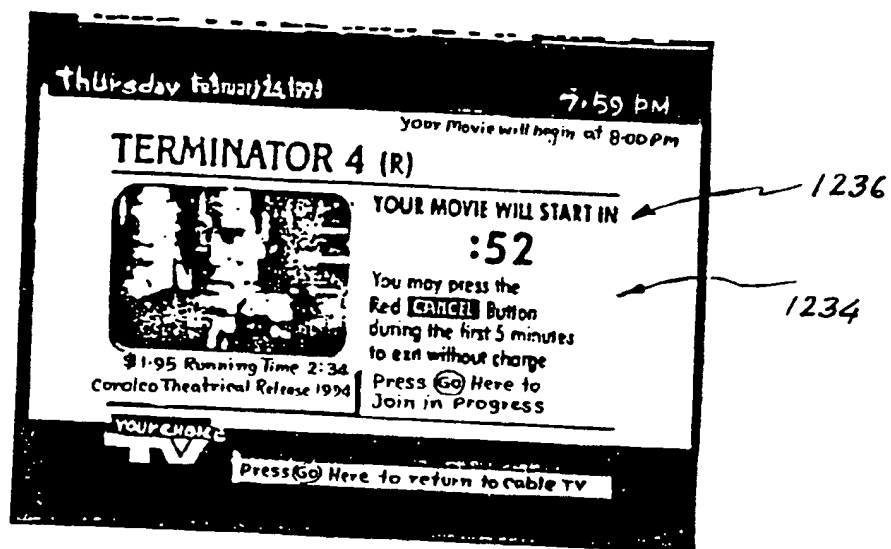 Thursday February 24, 1994
7:59 PM
Your Movie will begin at 8:00 PM
TERMINATOR 4 (R)
YOUR MOVIE WILL START IN
:52
You may press the
Red CANCEL Button
during the first 5 minutes
to exit without charge
Press Go Here to
Join in Progress
$1.95 Running Time 2:34
Carolco Theatrical Release 1994
YOUR CHOICE
TV
Press Go Here to return to Cable TV
1236
1234